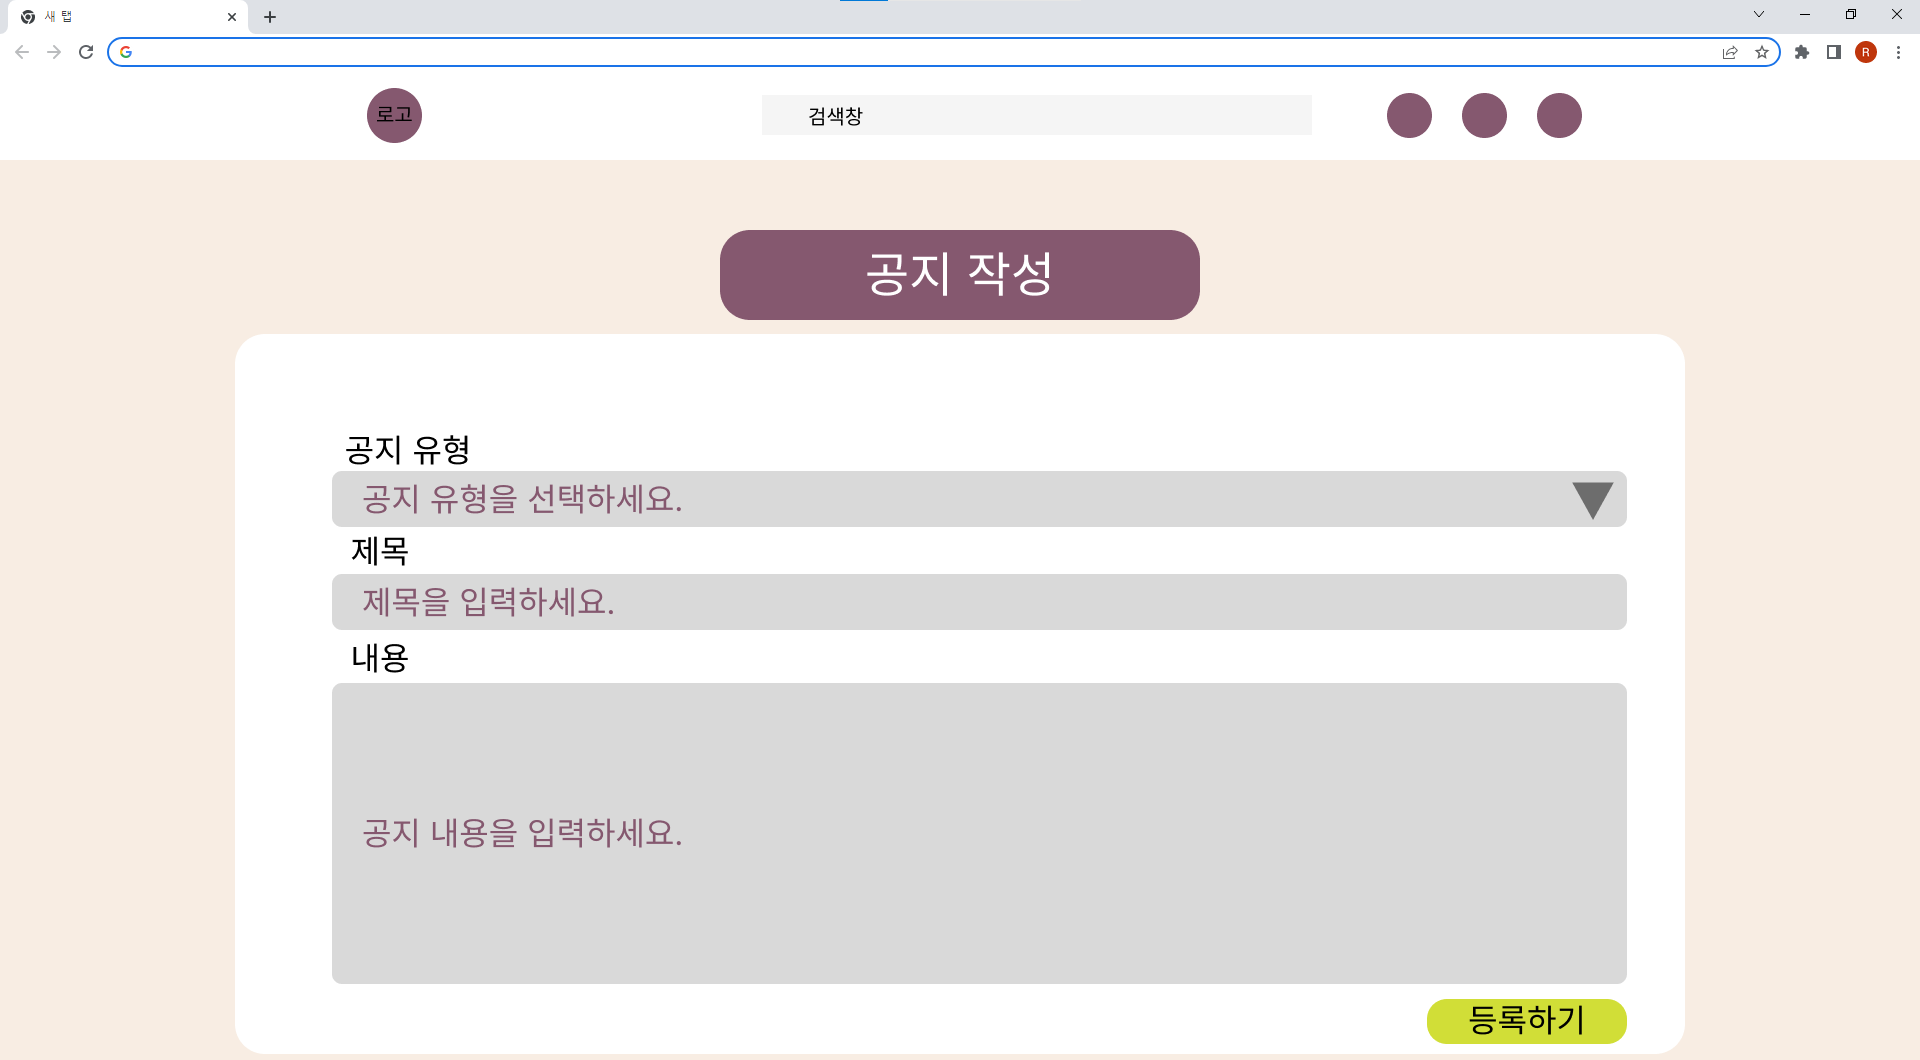 새 탭
R
로고
검색창
공지 작성
공지 유형
공지 유형을 선택하세요.
제목
제목을 입력하세요.
내용
공지 내용을 입력하세요.
등록하기